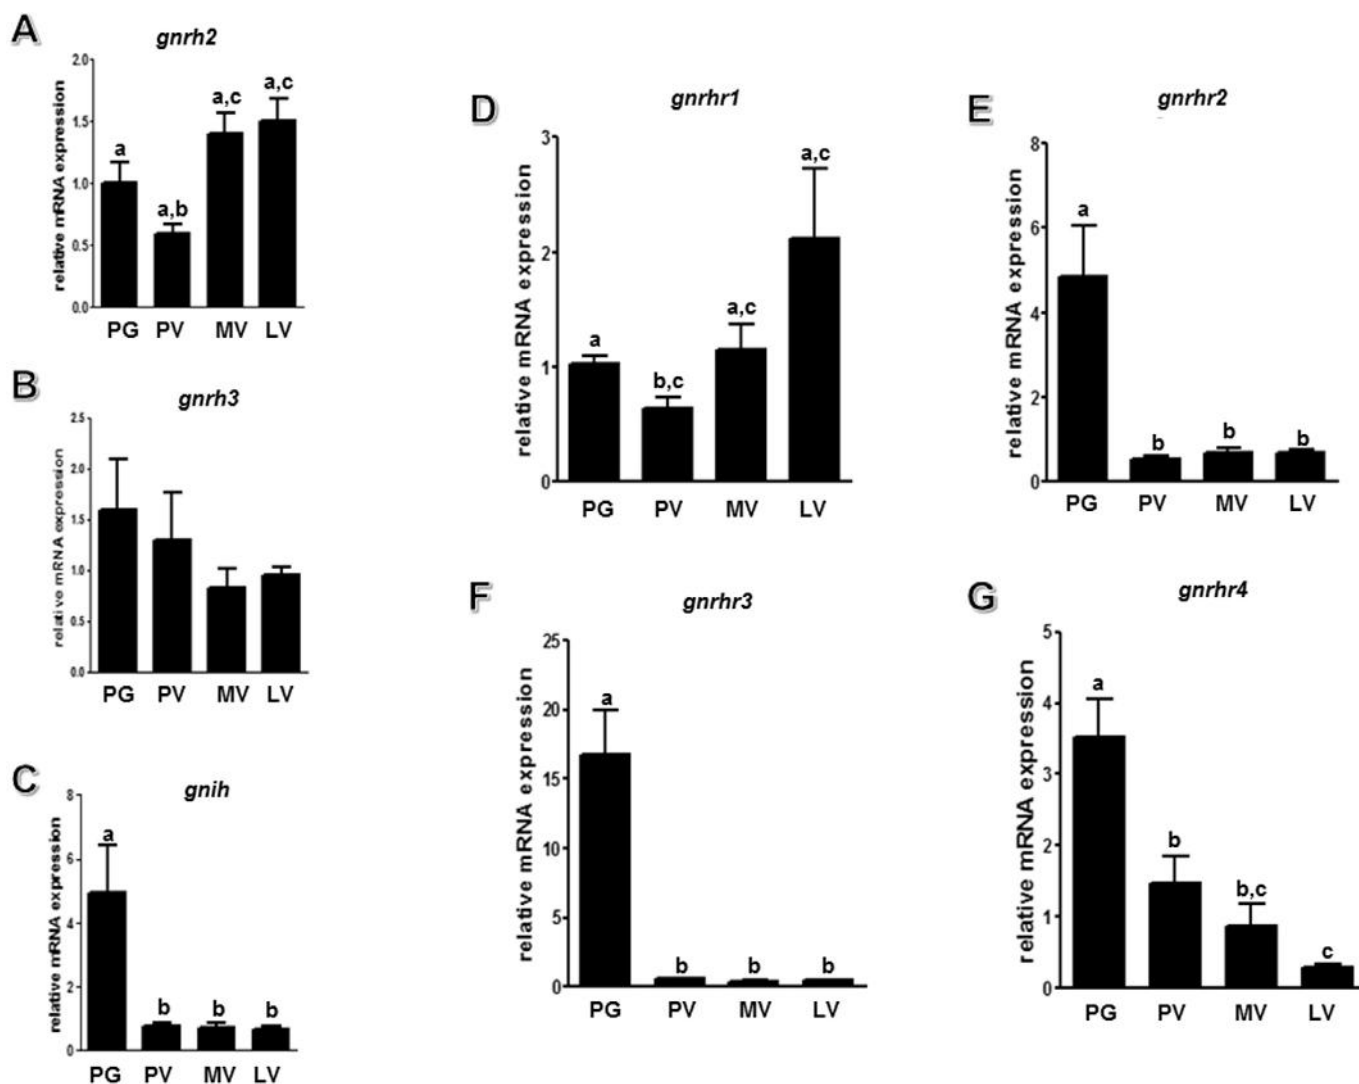 A
gnrh2
relative mRNA expression
2.0
1.5
1.0
0.5
0.0
a
a,b
a,c
a,c
PG PV MV LV
B
gnrh3
relative mRNA expression
2.5
2.0
1.5
1.0
0.5
0.0
PG PV MV LV
C
gnih
relative mRNA expression
8
6
4
2
0
a
b
b
b
PG PV MV LV
D
gnrhr1
relative mRNA expression
3
2
1
0
a
b,c
a,c
a,c
PG PV MV LV
E
gnrhr2
relative mRNA expression
8
6
4
2
0
a
b
b
b
PG PV MV LV
F
gnrhr3
relative mRNA expression
25
20
15
10
5
0
a
b
b
b
PG PV MV LV
G
gnrhr4
relative mRNA expression
5
4
3
2
1
0
a
b
b,c
c
PG PV MV LV